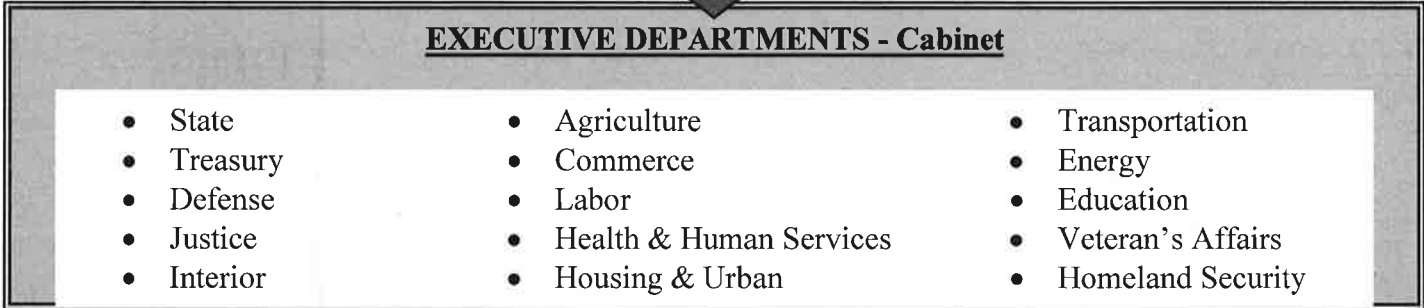 EXECUTIVE DEPARTMENTS - Cabinet
• State
• Treasury
• Defense
• Justice
• Interior
• Agriculture
• Commerce
• Labor
• Health & Human Services
• Housing & Urban
• Transportation
• Energy
• Education
• Veteran's Affairs
• Homeland Security